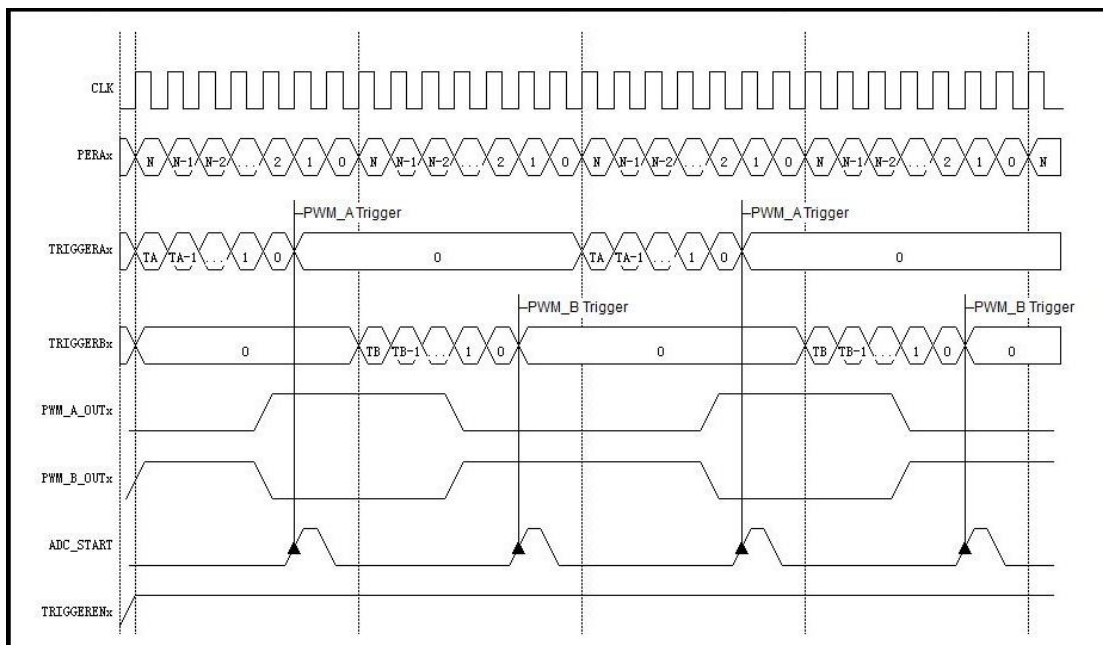 CLK
PERAx N N-1 N-2 ... 2 1 0 N N-1 N-2 ... 2 1 0 N N-1 N-2 ... 2 1 0 N N-1 N-2 ... 2 1 0 N
PWM_A Trigger PWM_A Trigger
TRIGGERAx TA TA-1 ... 1 0 0 TA TA-1 ... 1 0 0
PWM_B Trigger PWM_B Trigger
TRIGGERBx 0 TB TB-1 ... 1 0 0 TB TB-1 ... 1 0 0
PWM_A_OUTx
PWM_B_OUTx
ADC_START
TRIGGERENx